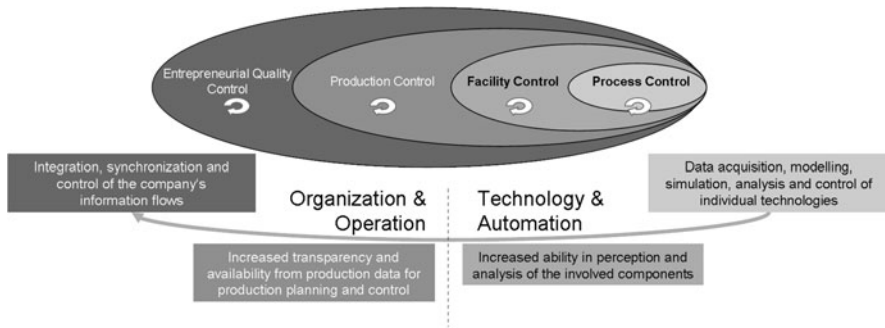 Entrepreneurial Quality
Control
Production Control
Facility Control
Process Control
Integration, synchronization and
control of the company's
information flows
Data acquisition, modelling,
simulation, analysis and control of
individual technologies
Organization &
Operation
Technology &
Automation
Increased transparency and
availability from production data for
production planning and control
Increased ability in perception and
analysis of the involved components